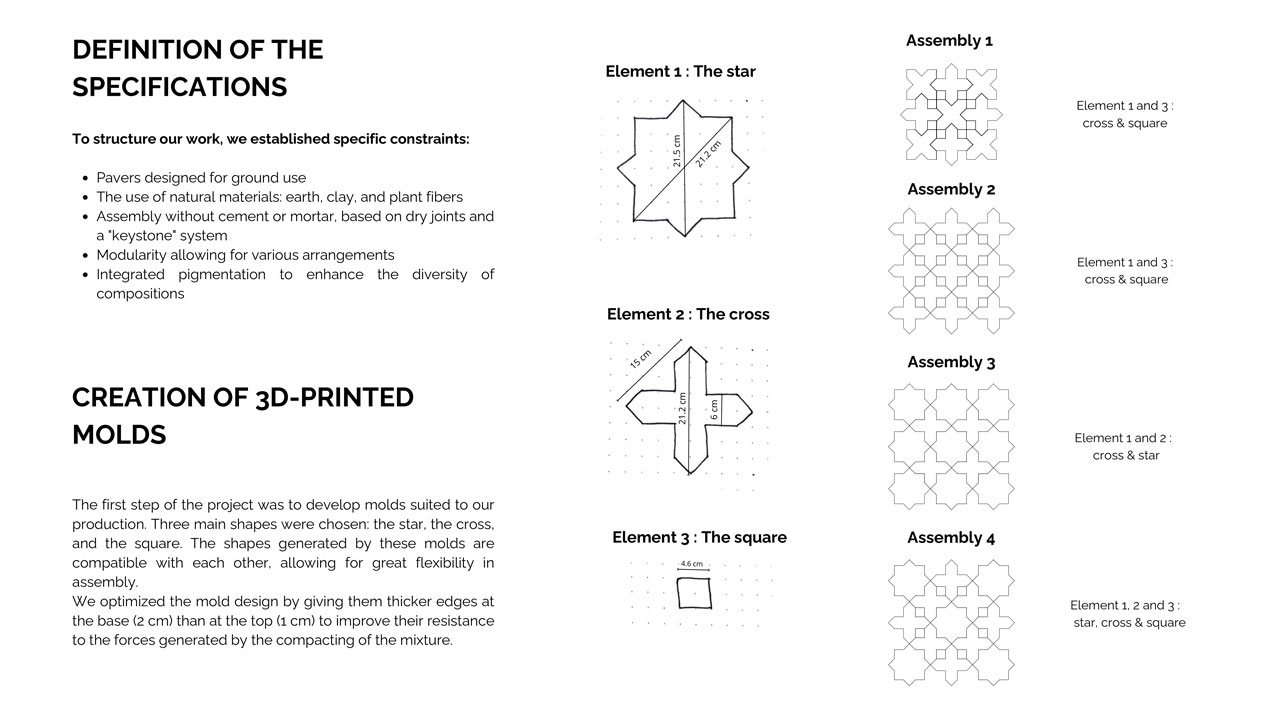 DEFINITION OF THE
SPECIFICATIONS
To structure our work, we established specific constraints:
• Pavers designed for ground use
• The use of natural materials: earth, clay, and plant fibers
• Assembly without cement or mortar, based on dry joints and
a "keystone" system
• Modularity allowing for various arrangements
• Integrated pigmentation to enhance the diversity of
compositions
CREATION OF 3D-PRINTED
MOLDS
The first step of the project was to develop molds suited to our
production. Three main shapes were chosen: the star, the cross,
and the square. The shapes generated by these molds are
compatible with each other, allowing for great flexibility in
assembly.
We optimized the mold design by giving them thicker edges at
the base (2 cm) than at the top (1 cm) to improve their resistance
to the forces generated by the compacting of the mixture.
Element 1 : The star
21.5 cm
21.2 cm
Element 2 : The cross
15 cm
21.2 cm
6 cm
Element 3 : The square
4.6 cm
Assembly 1
Element 1 and 3 :
cross & square
Assembly 2
Element 1 and 3 :
cross & square
Assembly 3
Element 1 and 2 :
cross & star
Assembly 4
Element 1, 2 and 3 :
star, cross & square